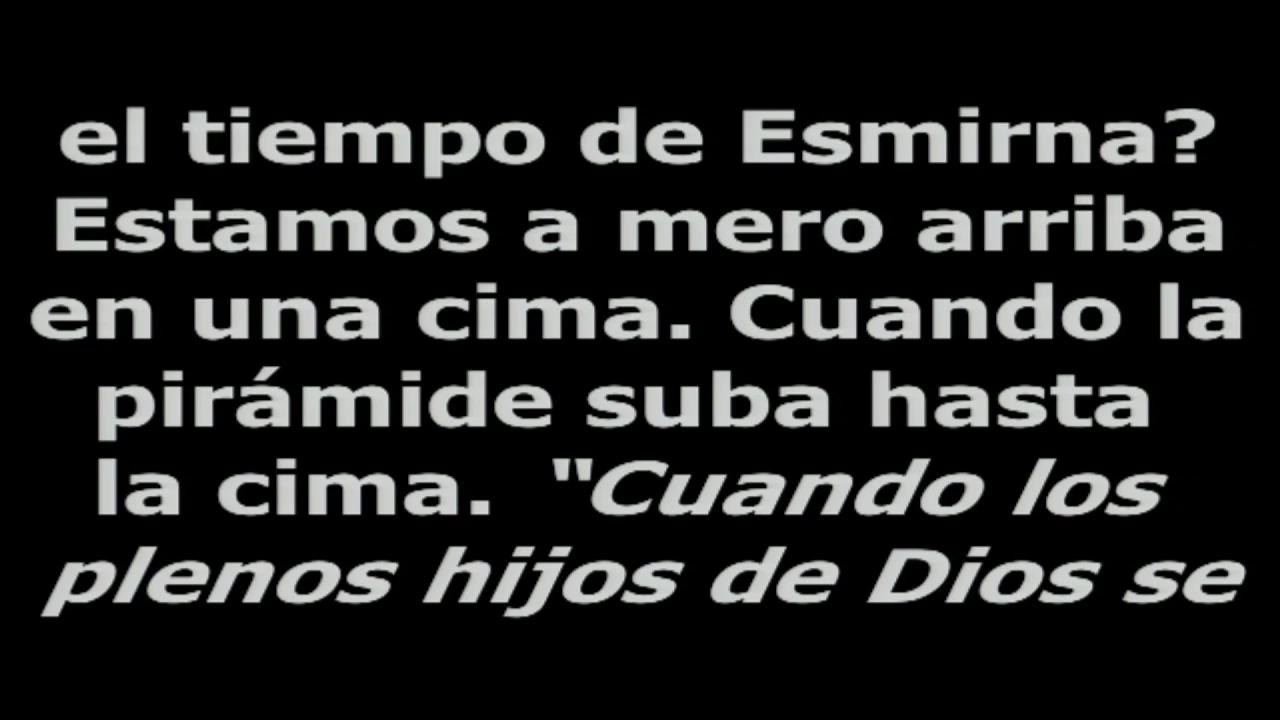 el tiempo de Esmirna?
Estamos a mero arriba
en una cima. Cuando la
pirámide suba hasta
la cima. "Cuando los
plenos hijos de Dios se